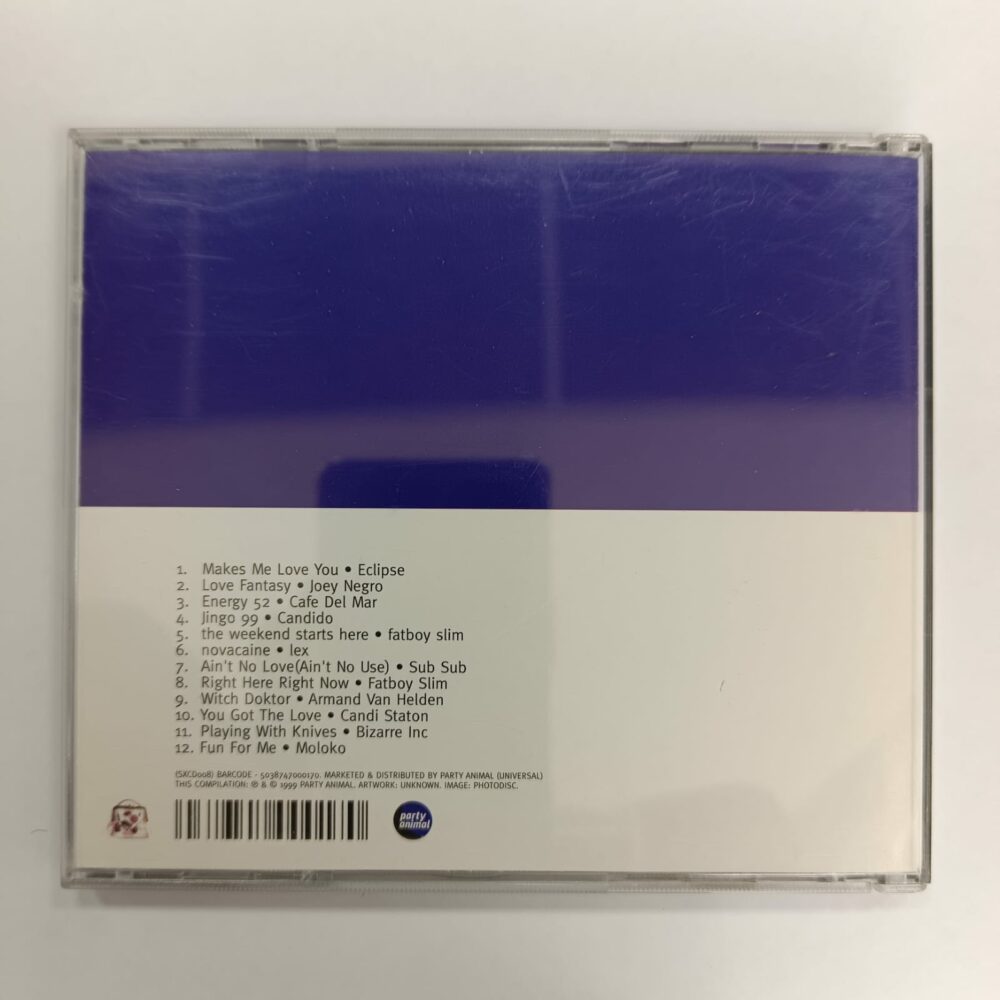 1. Makes Me Love You • Eclipse
2. Love Fantasy • Joey Negro
3. Energy 52 • Cafe Del Mar
4. Jingo 99 • Candido
5. the weekend starts here • fatboy slim
6. novacaine • lex
7. Ain't No Love(Ain't No Use) • Sub Sub
8. Right Here Right Now • Fatboy Slim
9. Witch Doktor • Armand Van Helden
10. You Got The Love • Candi Staton
11. Playing With Knives • Bizarre Inc
12. Fun For Me • Moloko
(SXCD008) BARCODE - 5038747000170. MARKETED & DISTRIBUTED BY PARTY ANIMAL (UNIVERSAL)
THIS COMPILATION: ℗ & © 1999 PARTY ANIMAL. ARTWORK: UNKNOWN. IMAGE: PHOTODISC.
party
animal